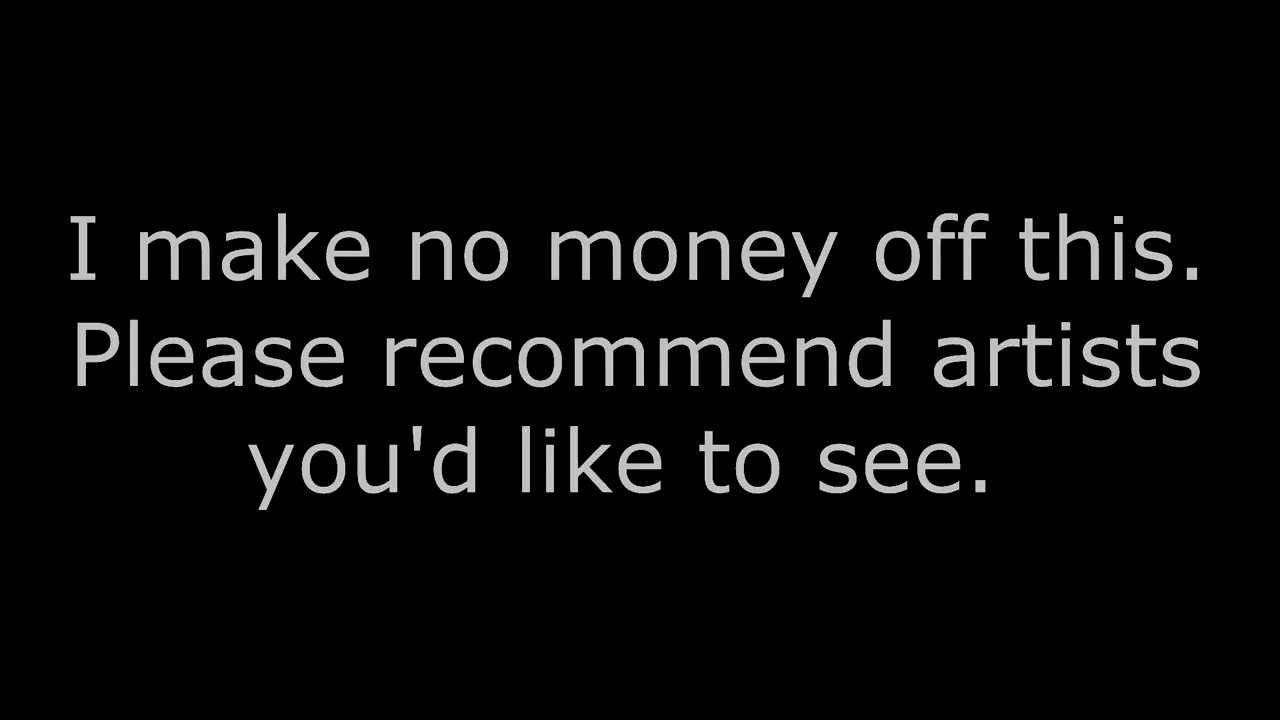 I make no money off this.
Please recommend artists
you'd like to see.